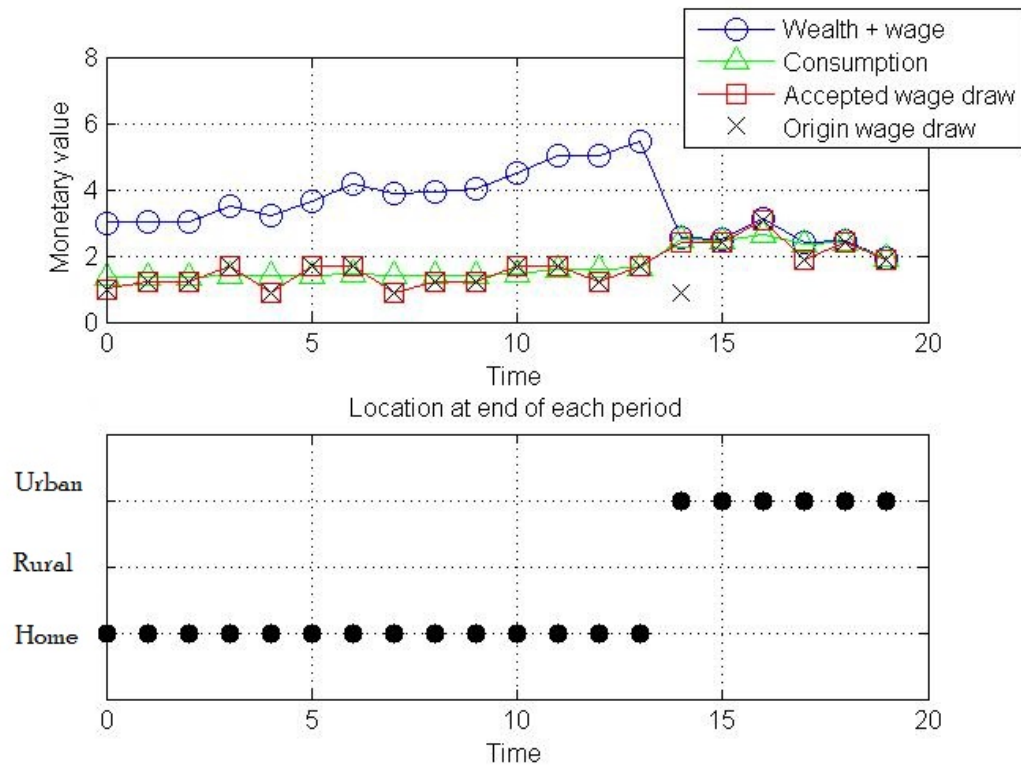 Wealth + wage
Consumption
Accepted wage draw
Origin wage draw
Monetary value
8
6
4
2
0
0 5 10 15 20
Time
Location at end of each period
Urban
Rural
Home
0 5 10 15 20
Time